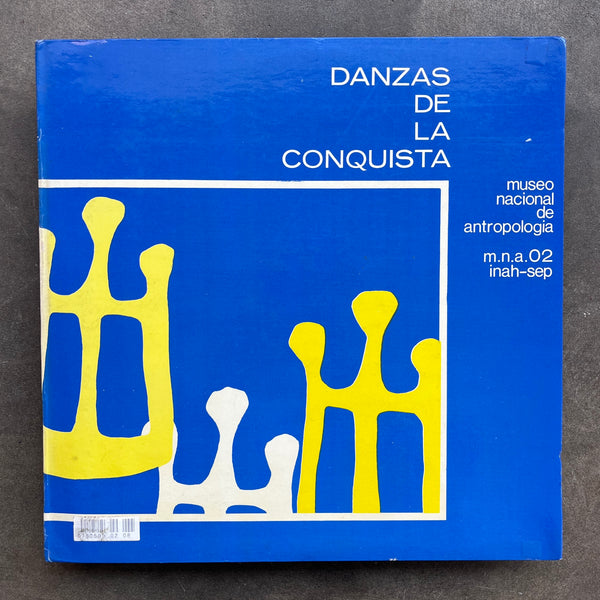 DANZAS
DE
LA
CONQUISTA
museo
nacional
de
antropologia
m.n.a.02
inah-sep